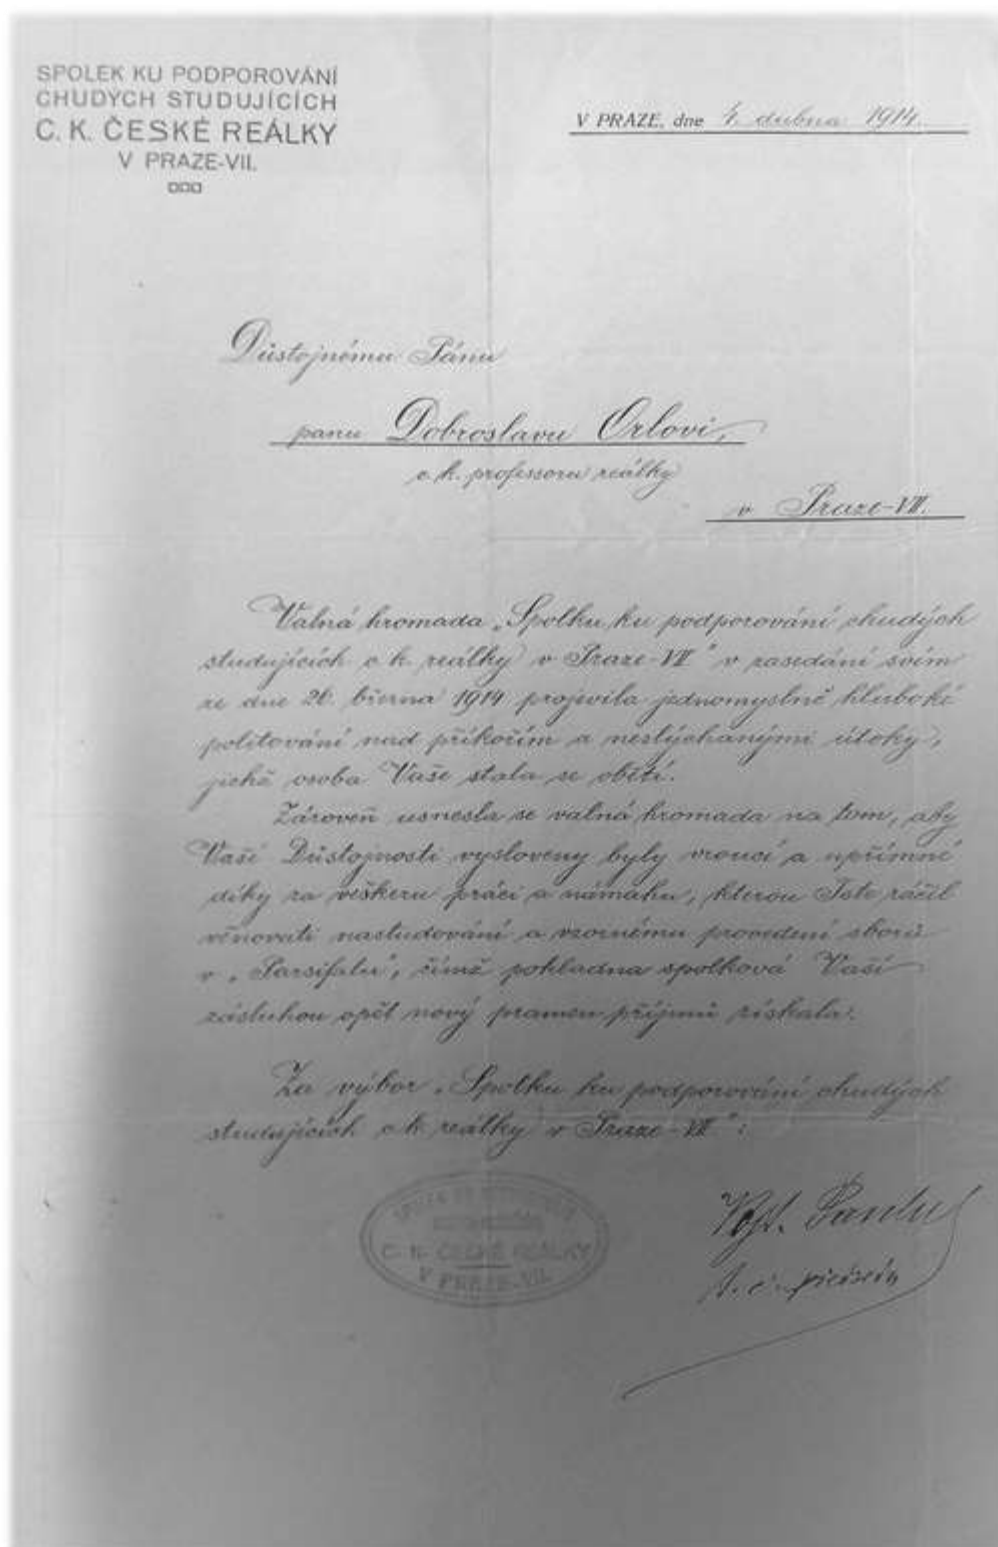 SPOLEK KU PODPOROVÁNÍ
CHUDÝCH STUDUJÍCÍCH
C. K. ČESKÉ REÁLKY
V PRAZE-VII.
V PRAZE, dne dubna 1914.
Důstojnému Pánu
panu Dobroslavu Orlovi,
c. k. professoru reálky
v Praze-VII.
Valná hromada „Spolku ku podporování chudých
studujících c. k. reálky v Praze-VII“ v zasedání svém
ze dne 26. března 1914 projevila jednomyslně hluboké
politování nad příkořím a neslýchanými útoky,
jichž osoba Vaše stala se obětí.
Zároveň usnesla se valná hromada na tom, aby
Vaší Důstojnosti vysloveny byly vroucí a upřímné
díky za veškeru práci a námahu, kterou Jste ráčil
věnovati nastudování a vzornému provedení sborů
v „Parsifalu“, čímž pokladna spolková Vaší
zásluhou opět nový pramen příjmů získala.
Za výbor „Spolku ku podporování chudých
studujících c. k. reálky v Praze-VII“:
C. K. ČESKÉ REÁLKY
V PRAZE-VII.